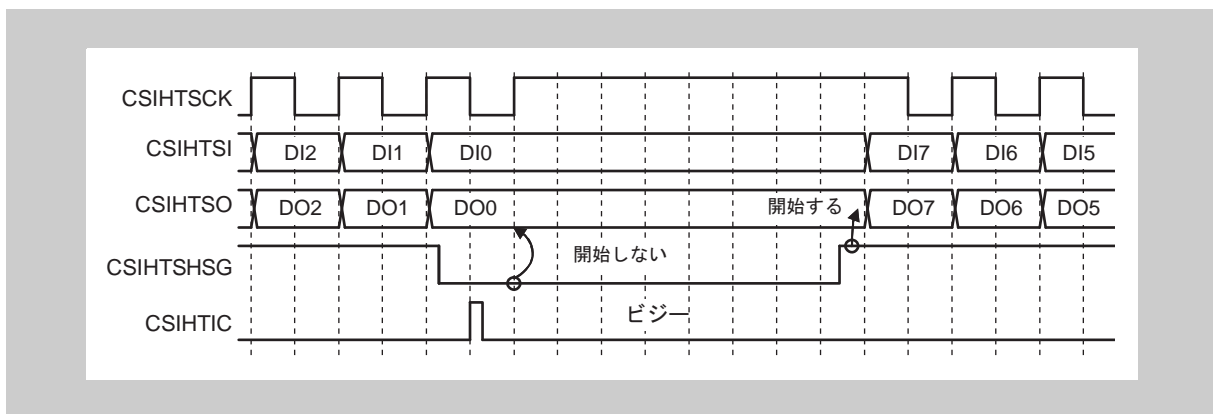 CSIHTSCK
CSIHTSI DI2 DI1 DI0 DI7 DI6 DI5
CSIHTSO DO2 DO1 DO0 開始する DO7 DO6 DO5
CSIHTSHSG 開始しない
CSIHTIC ビジー